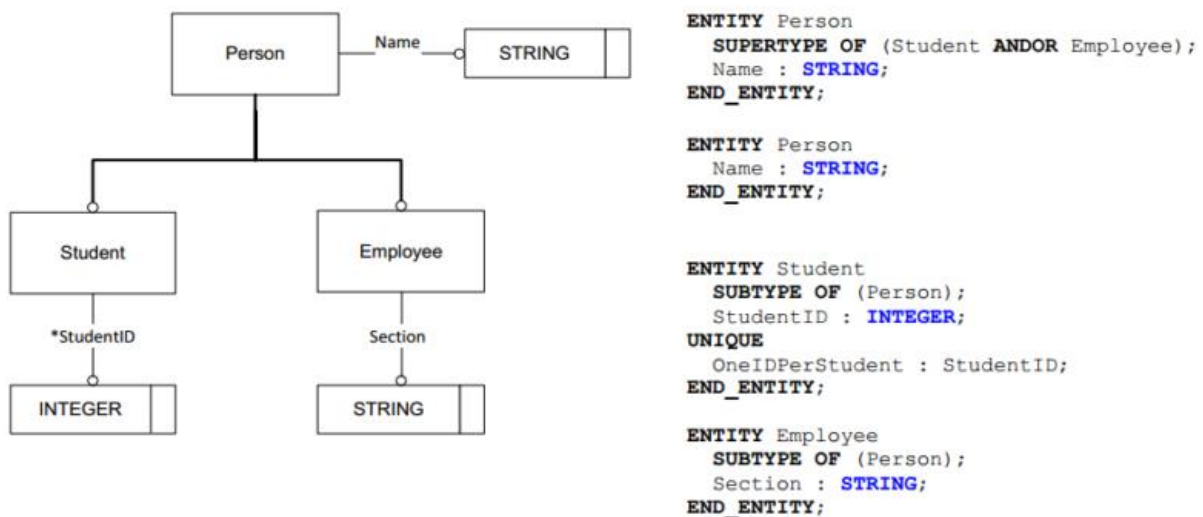 Person
Name
STRING
Student
Employee
*StudentID
Section
INTEGER
STRING
ENTITY Person
SUPERTYPE OF (Student ANDOR Employee);
Name : STRING;
END_ENTITY;
ENTITY Person
Name : STRING;
END_ENTITY;
ENTITY Student
SUBTYPE OF (Person);
StudentID : INTEGER;
UNIQUE
OneIDPerStudent : StudentID;
END_ENTITY;
ENTITY Employee
SUBTYPE OF (Person);
Section : STRING;
END_ENTITY;